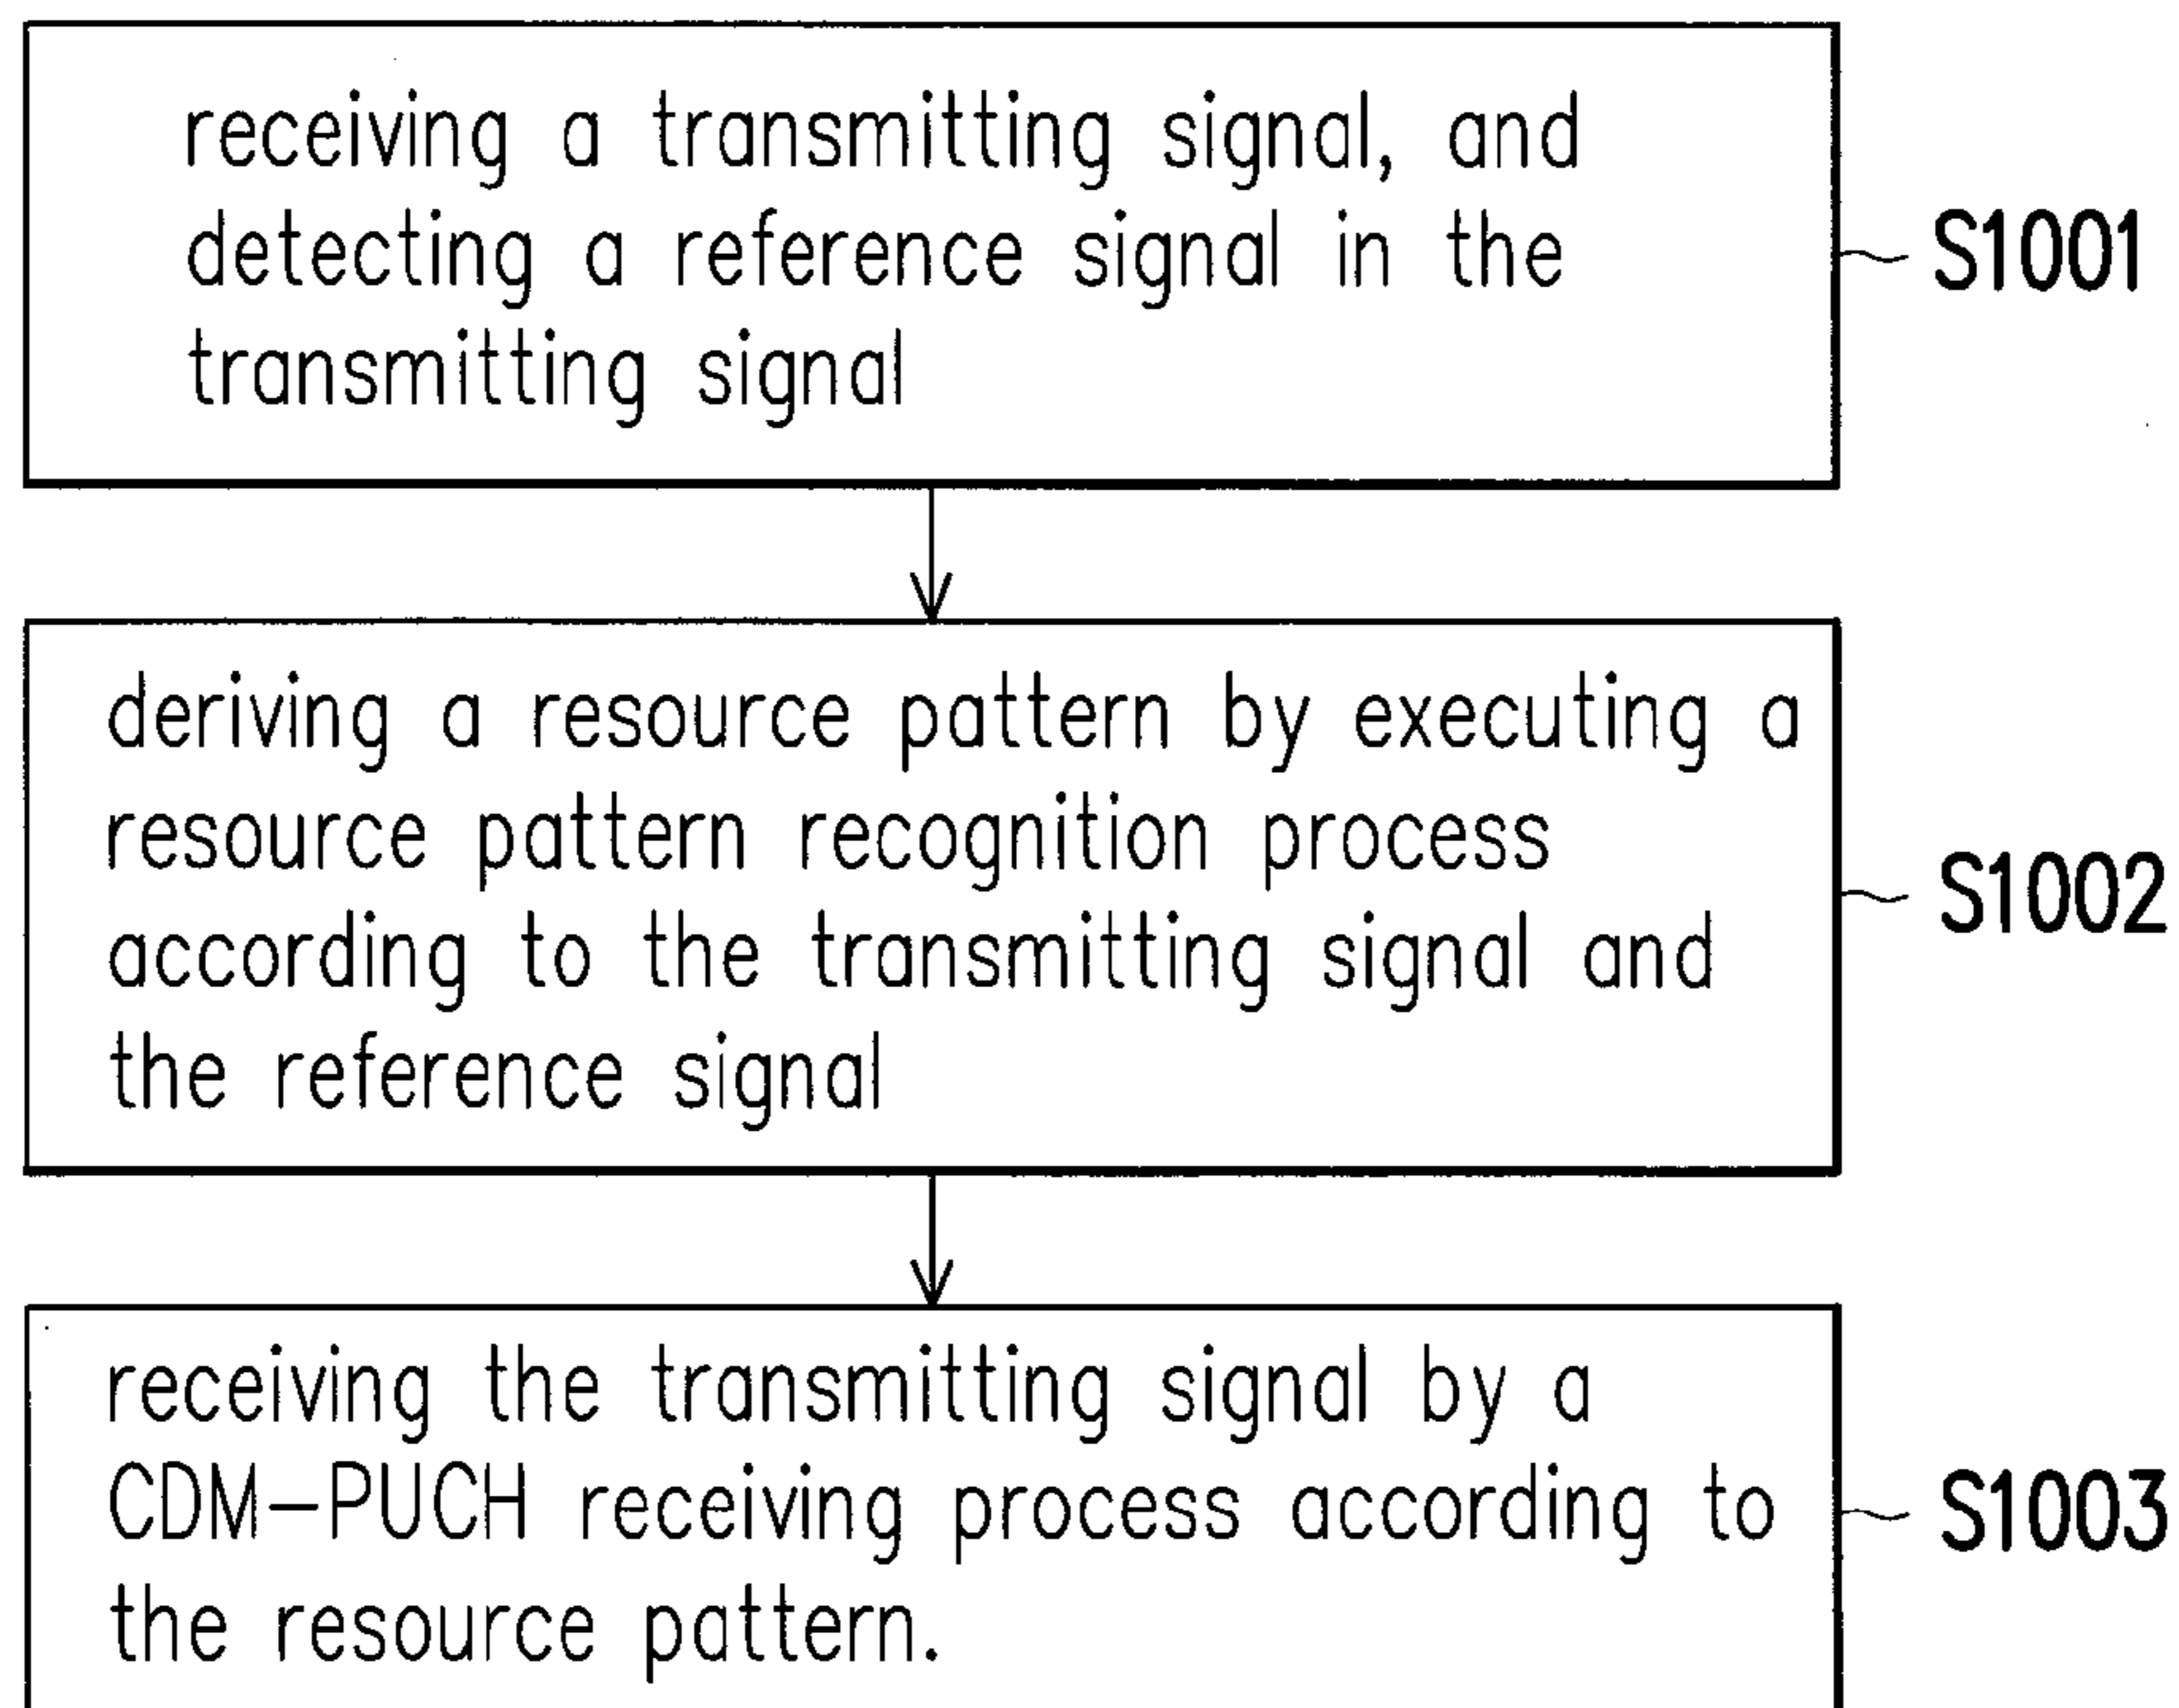 receiving a transmitting signal, and
detecting a reference signal in the
transmitting signal
S1001
deriving a resource pattern by executing a
resource pattern recognition process
according to the transmitting signal and
the reference signal
S1002
receiving the transmitting signal by a
CDM-PUCH receiving process according to
the resource pattern.
S1003